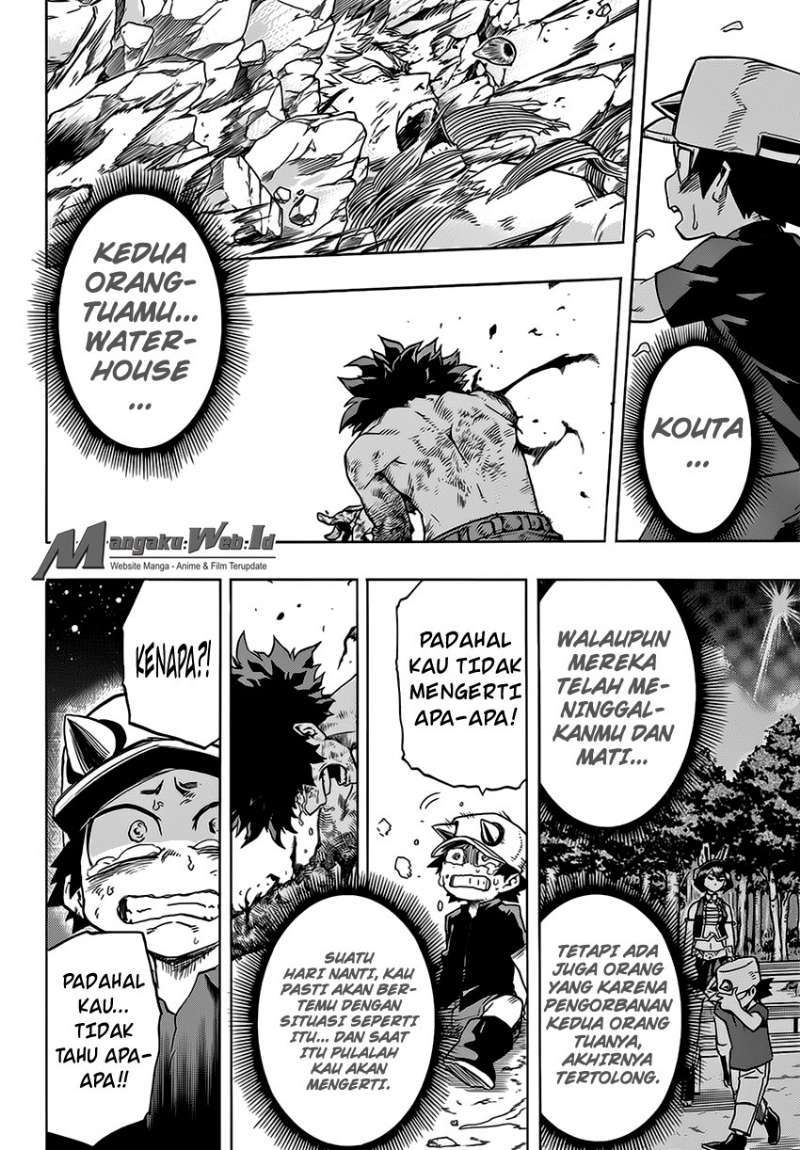 KOUTA
...
KEDUA
ORANG-
TUAMU...
WATER-
HOUSE
...
Mangaku:Web:Id
Website Manga - Anime & Film Terupdate
WALAUPUN
MEREKA
TELAH ME-
NINGGAL-
KANMU DAN
MATI...
TETAPI ADA
JUGA ORANG
YANG KARENA
PENGORBANAN
KEDUA ORANG
TUANYA,
AKHIRNYA
TERTOLONG.
PADAHAL
KAU TIDAK
MENGERTI
APA-APA!
SUATU
HARI NANTI, KAU
PASTI AKAN BER-
TEMU DENGAN
SITUASI SEPERTI
ITU... DAN SAAT
ITU PULALAH
KAU AKAN
MENGERTI.
KENAPA?!
PADAHAL
KAU...
TIDAK
TAHU APA-
APA!!